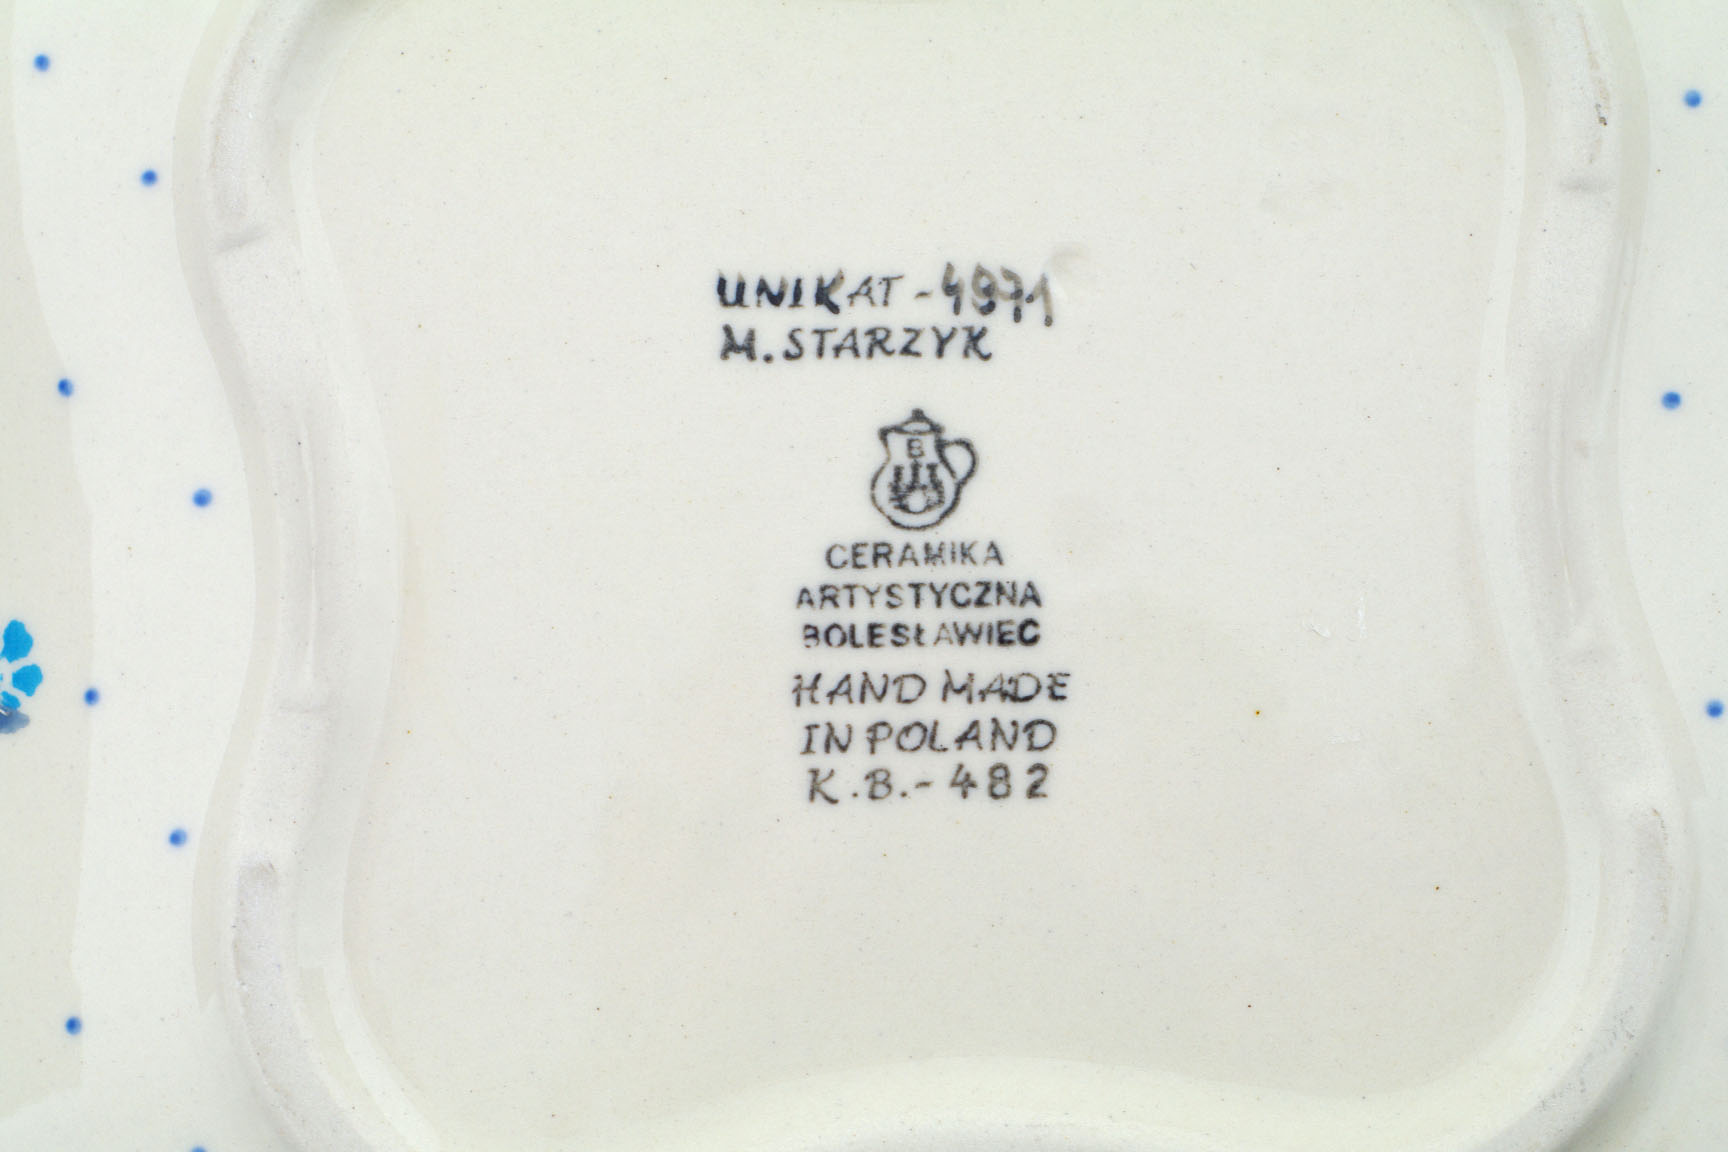 UNIKAT - 4971
M. STARZYK
B
CERAMIKA
ARTYSTYCZNA
BOLESŁAWIEC
HAND MADE
IN POLAND
K.B.- 482